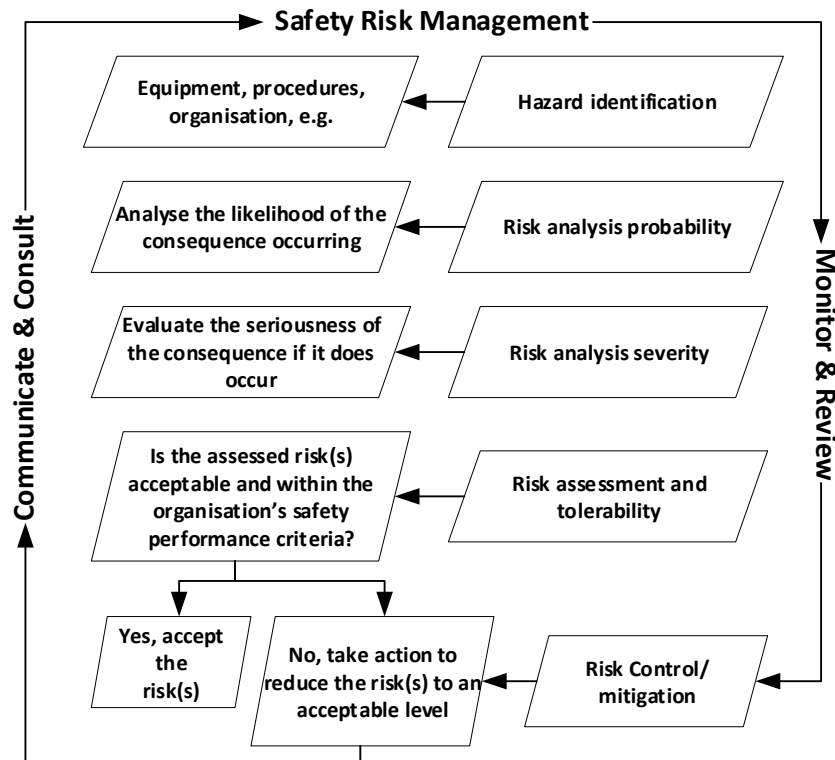 Safety Risk Management
Equipment, procedures,
organisation, e.g.
Hazard identification
Analyse the likelihood of the
consequence occurring
Risk analysis probability
Evaluate the seriousness of
the consequence if it does
occur
Risk analysis severity
Is the assessed risk(s)
acceptable and within the
organisation’s safety
performance criteria?
Risk assessment and
tolerability
Yes, accept
the
risk(s)
No, take action to
reduce the risk(s) to an
acceptable level
Risk Control/
mitigation
Communicate & Consult
Monitor & Review